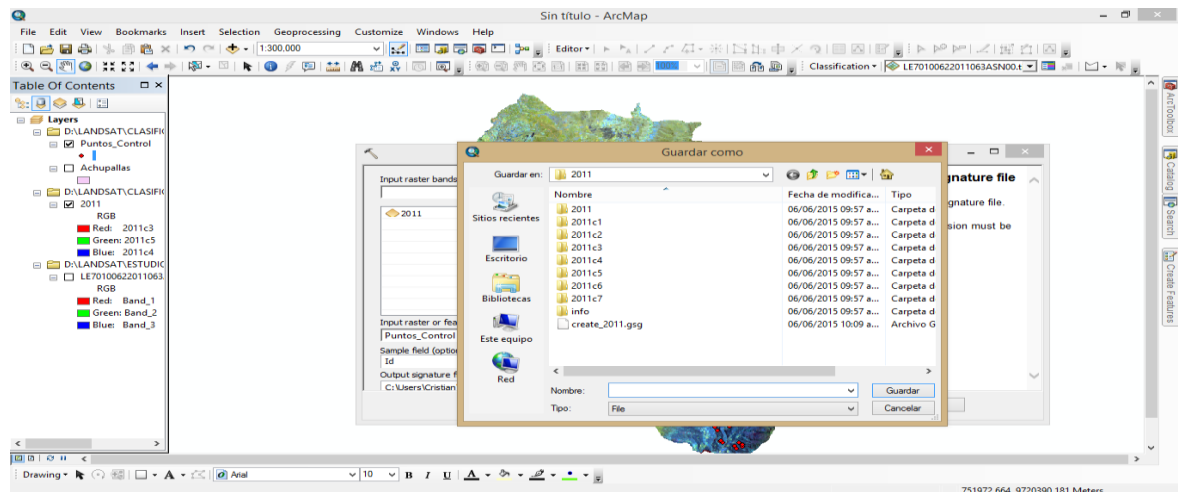 Sin título - ArcMap
File Edit View Bookmarks Insert Selection Geoprocessing Customize Windows Help
1:300.000
Editor
100%
Classification
LE70100622011063ASN00.t
Table Of Contents
Layers
D:\LANDSAT\CLASIFI
Puntos_Control
Achupallas
D:\LANDSAT\CLASIFI
2011
RGB
Red: 2011c3
Green: 2011c5
Blue: 2011c4
D:\LANDSAT\ESTUDIC
LE70100622011063
RGB
Red: Band_1
Green: Band_2
Blue: Band_3
Input raster bands
2011
Input raster or fea
Puntos_Control
Sample field (option
Id
Output signature f
C:\Users\Cristian
Guardar como
Guardar en: 2011
Sitios recientes
Escritorio
Bibliotecas
Este equipo
Red
Nombre Fecha de modifica... Tipo
2011 06/06/2015 09:57 a... Carpeta d
2011c1 06/06/2015 09:57 a... Carpeta d
2011c2 06/06/2015 09:57 a... Carpeta d
2011c3 06/06/2015 09:57 a... Carpeta d
2011c4 06/06/2015 09:57 a... Carpeta d
2011c5 06/06/2015 09:57 a... Carpeta d
2011c6 06/06/2015 09:57 a... Carpeta d
2011c7 06/06/2015 09:57 a... Carpeta d
info 06/06/2015 09:57 a... Carpeta d
create_2011.gsg 06/06/2015 10:09 a... Archivo G
Nombre: Guardar
Tipo: File Cancelar
gnature file
gnature file.
sion must be
ArcToolbox
Catalog
Search
Create Features
Drawing
A
Arial
10
B I U A
751972,664 9720390,181 Meters